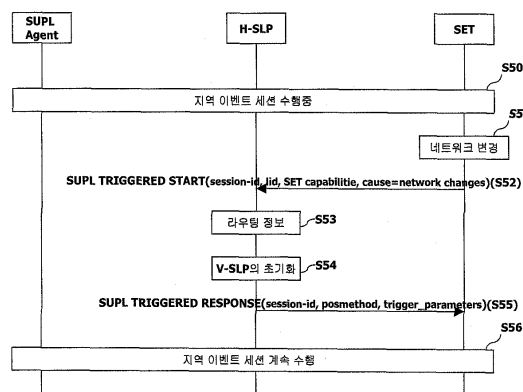 SUPL
Agent
H-SLP
SET
S50
지역 이벤트 세션 수행중
S5
네트워크 변경
SUPL TRIGGERED START(session-id, lid, SET capabilitie, cause=network changes)(S52)
라우팅 정보
S53
V-SLP의 초기화
S54
SUPL TRIGGERED RESPONSE(session-id, posmethod, trigger_parameters)(S55)
S56
지역 이벤트 세션 계속 수행